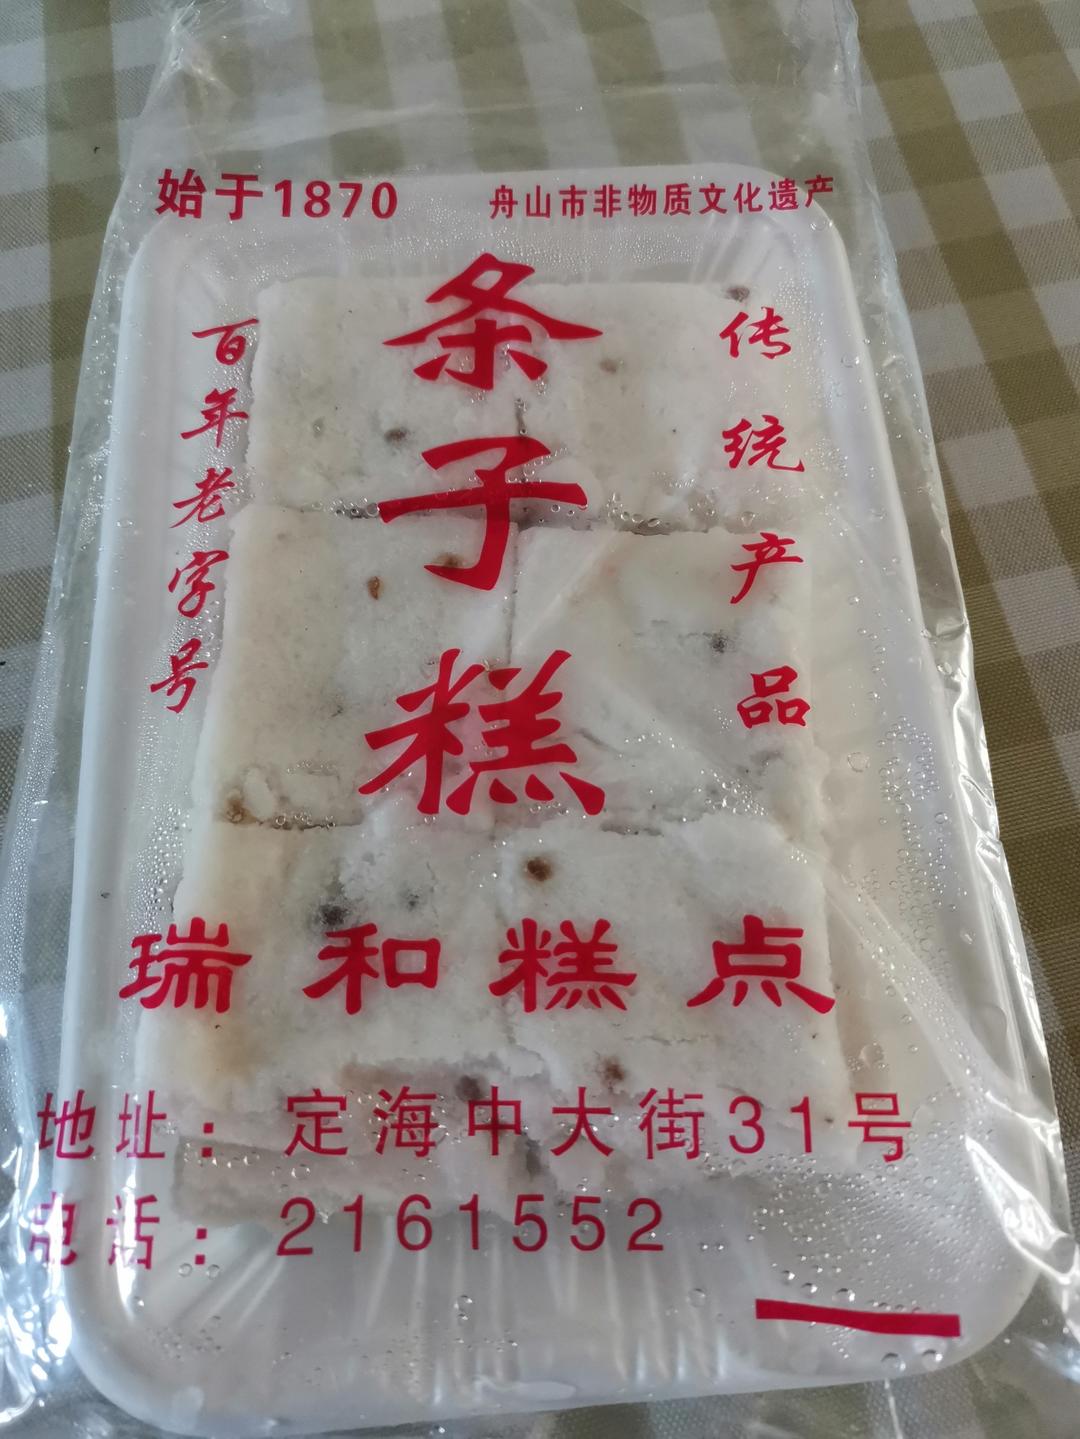 始于1870
舟山市非物质文化遗产
百年老字号
条子糕
传统产品
瑞和糕点
地址：定海中大街31号
电话：2161552